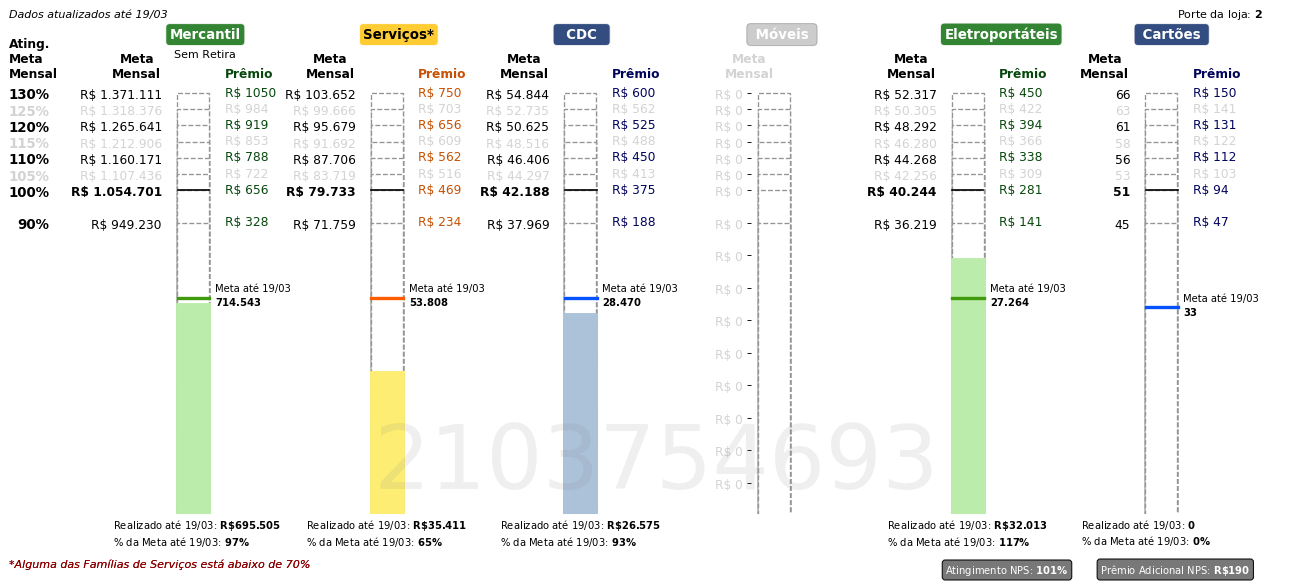 Dados atualizados até 19/03
Porte da loja: 2
Mercantil Serviços* CDC Móveis Eletroportáteis Cartões
Sem Retira
Ating. Meta Mensal
Meta Mensal Prêmio Meta Mensal Prêmio Meta Mensal Prêmio Meta Mensal Meta Mensal Prêmio Meta Mensal Prêmio
130% R$ 1.371.111 R$ 1050 R$ 103.652 R$ 750 R$ 54.844 R$ 600 R$ 0 R$ 52.317 R$ 450 66 R$ 150
125% R$ 1.318.376 R$ 984 R$ 99.666 R$ 703 R$ 52.735 R$ 562 R$ 0 R$ 50.305 R$ 422 63 R$ 141
120% R$ 1.265.641 R$ 919 R$ 95.679 R$ 656 R$ 50.625 R$ 525 R$ 0 R$ 48.292 R$ 394 61 R$ 131
115% R$ 1.212.906 R$ 853 R$ 91.692 R$ 609 R$ 48.516 R$ 488 R$ 0 R$ 46.280 R$ 366 58 R$ 122
110% R$ 1.160.171 R$ 788 R$ 87.706 R$ 562 R$ 46.406 R$ 450 R$ 0 R$ 44.268 R$ 338 56 R$ 112
105% R$ 1.107.436 R$ 722 R$ 83.719 R$ 516 R$ 44.297 R$ 413 R$ 0 R$ 42.256 R$ 309 53 R$ 103
100% R$ 1.054.701 R$ 656 R$ 79.733 R$ 469 R$ 42.188 R$ 375 R$ 0 R$ 40.244 R$ 281 51 R$ 94
90% R$ 949.230 R$ 328 R$ 71.759 R$ 234 R$ 37.969 R$ 188 R$ 0 R$ 36.219 R$ 141 45 R$ 47
R$ 0
R$ 0
R$ 0
R$ 0
R$ 0
R$ 0
R$ 0
R$ 0
Meta até 19/03 Meta até 19/03 Meta até 19/03 Meta até 19/03 Meta até 19/03
714.543 53.808 28.470 27.264 33
2103754693
Realizado até 19/03: R$695.505 Realizado até 19/03: R$35.411 Realizado até 19/03: R$26.575 Realizado até 19/03: R$32.013 Realizado até 19/03: 0
% da Meta até 19/03: 97% % da Meta até 19/03: 65% % da Meta até 19/03: 93% % da Meta até 19/03: 117% % da Meta até 19/03: 0%
*Alguma das Famílias de Serviços está abaixo de 70%
Atingimento NPS: 101% Prêmio Adicional NPS: R$190